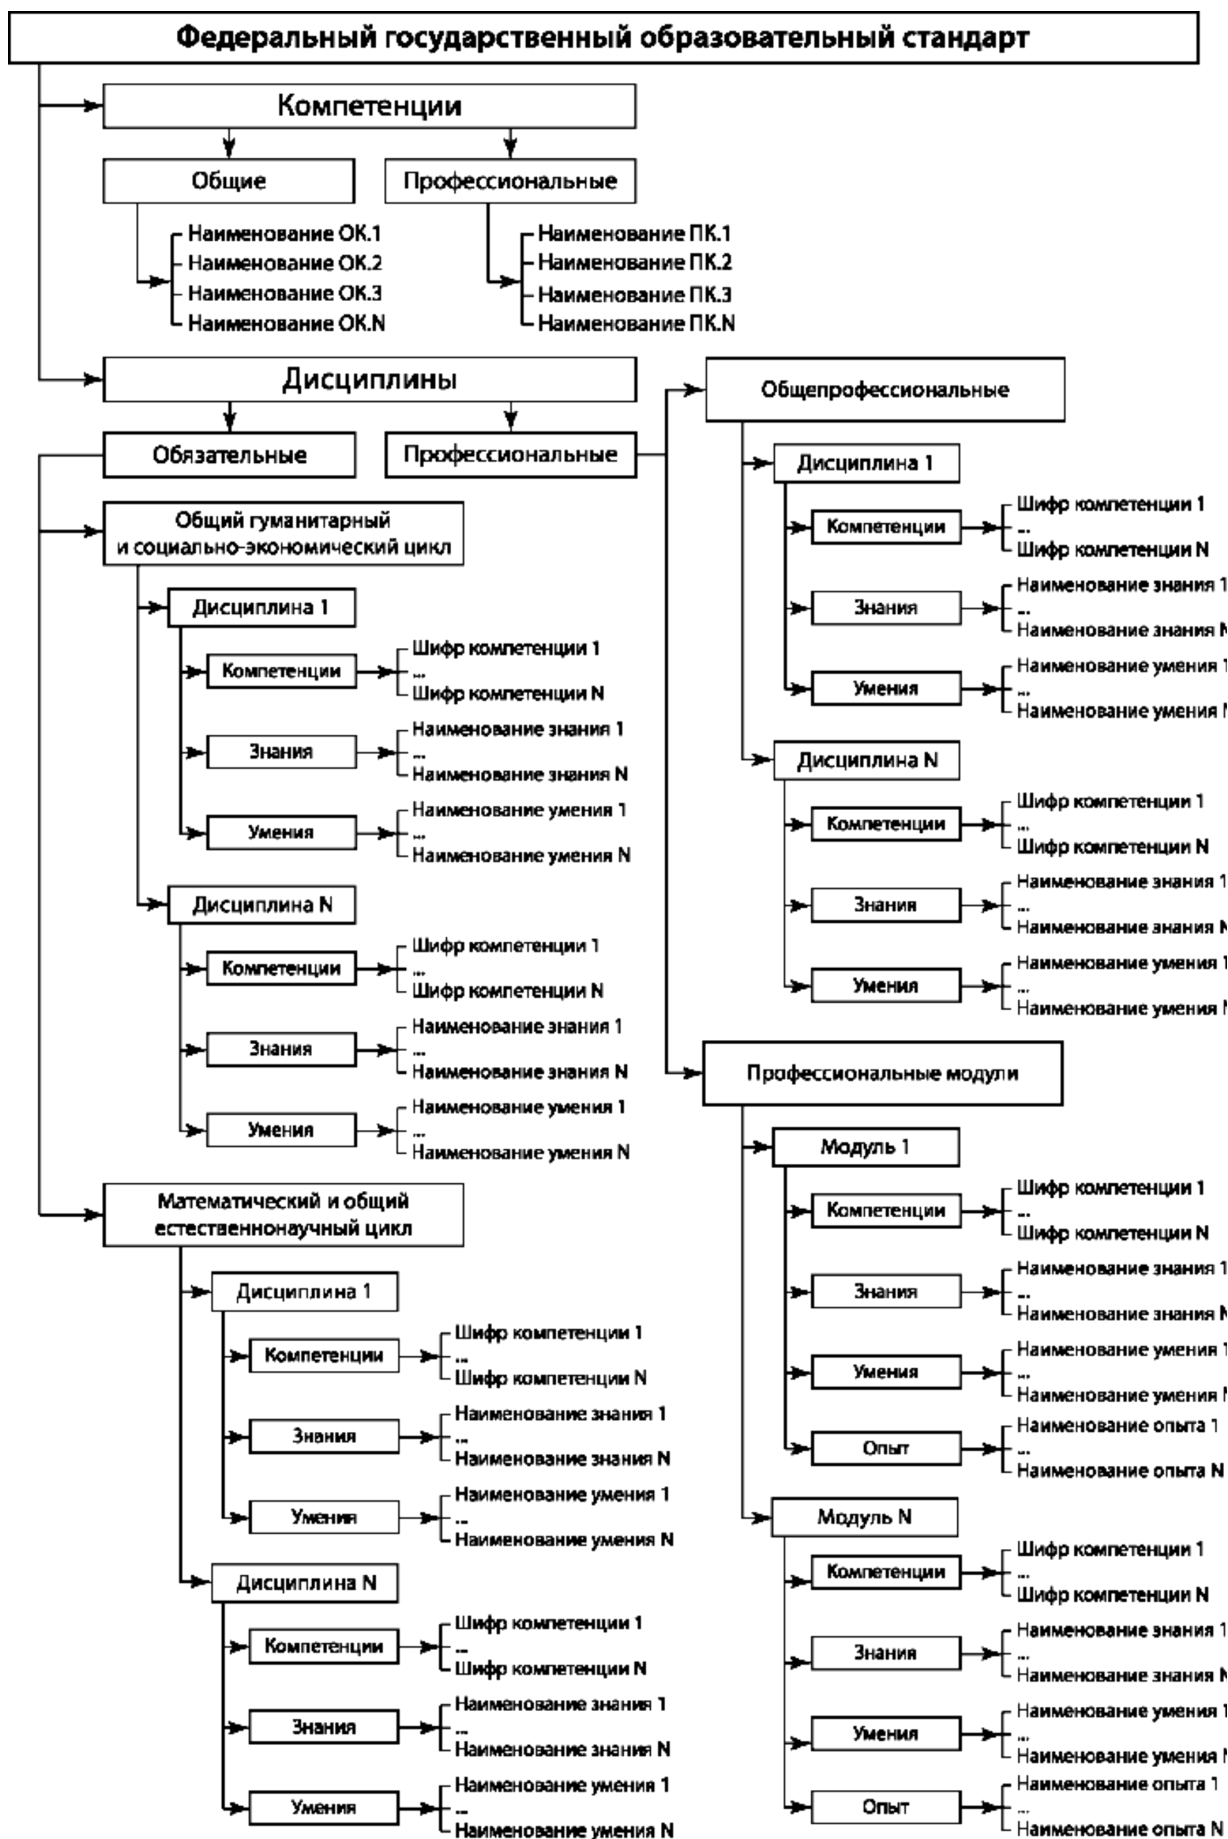 Федеральный государственный образовательный стандарт
Компетенции
Общие
Профессиональные
Наименование ОК.1
Наименование ОК.2
Наименование ОК.3
Наименование ОК.N
Наименование ПК.1
Наименование ПК.2
Наименование ПК.3
Наименование ПК.N
Дисциплины
Обязательные
Профессиональные
Общий гуманитарный
и социально-экономический цикл
Дисциплина 1
Компетенции
Шифр компетенции 1
...
Шифр компетенции N
Знания
Наименование знания 1
...
Наименование знания N
Умения
Наименование умения 1
...
Наименование умения N
Дисциплина N
Компетенции
Шифр компетенции 1
...
Шифр компетенции N
Знания
Наименование знания 1
...
Наименование знания N
Умения
Наименование умения 1
...
Наименование умения N
Математический и общий
естественнонаучный цикл
Дисциплина 1
Компетенции
Шифр компетенции 1
...
Шифр компетенции N
Знания
Наименование знания 1
...
Наименование знания N
Умения
Наименование умения 1
...
Наименование умения N
Дисциплина N
Компетенции
Шифр компетенции 1
...
Шифр компетенции N
Знания
Наименование знания 1
...
Наименование знания N
Умения
Наименование умения 1
...
Наименование умения N
Общепрофессиональные
Дисциплина 1
Компетенции
Шифр компетенции 1
...
Шифр компетенции N
Знания
Наименование знания 1
...
Наименование знания N
Умения
Наименование умения 1
...
Наименование умения N
Дисциплина N
Компетенции
Шифр компетенции 1
...
Шифр компетенции N
Знания
Наименование знания 1
...
Наименование знания N
Умения
Наименование умения 1
...
Наименование умения N
Профессиональные модули
Модуль 1
Компетенции
Шифр компетенции 1
...
Шифр компетенции N
Знания
Наименование знания 1
...
Наименование знания N
Умения
Наименование умения 1
...
Наименование умения N
Опыт
Наименование опыта 1
...
Наименование опыта N
Модуль N
Компетенции
Шифр компетенции 1
...
Шифр компетенции N
Знания
Наименование знания 1
...
Наименование знания N
Умения
Наименование умения 1
...
Наименование умения N
Опыт
Наименование опыта 1
...
Наименование опыта N